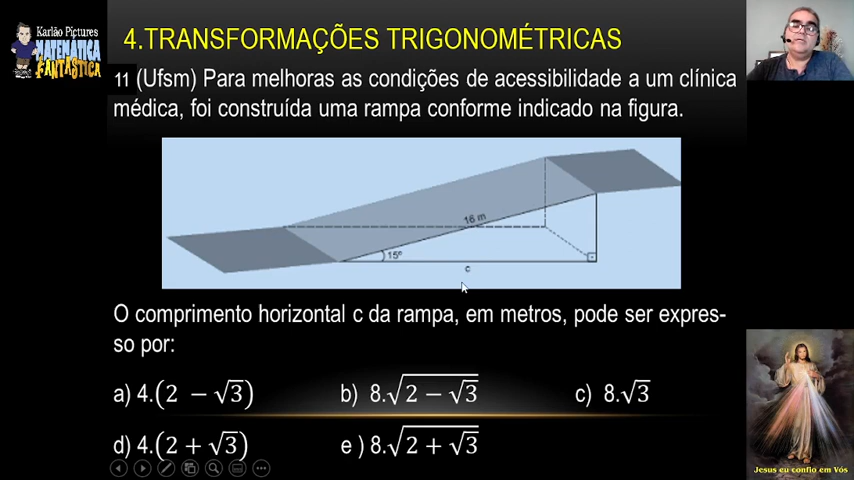 Karlão Pictures
MATEMÁTICA
FANTÁSTICA
4.TRANSFORMAÇÕES TRIGONOMÉTRICAS
11 (Ufsm) Para melhoras as condições de acessibilidade a um clínica
médica, foi construída uma rampa conforme indicado na figura.
16 m
15º
c
O comprimento horizontal c da rampa, em metros, pode ser expres-
so por:
a) 4.(2 − √3) b) 8.√(2 − √3) c) 8.√3
d) 4.(2 + √3) e ) 8.√(2 + √3)
Jesus eu confio em Vós